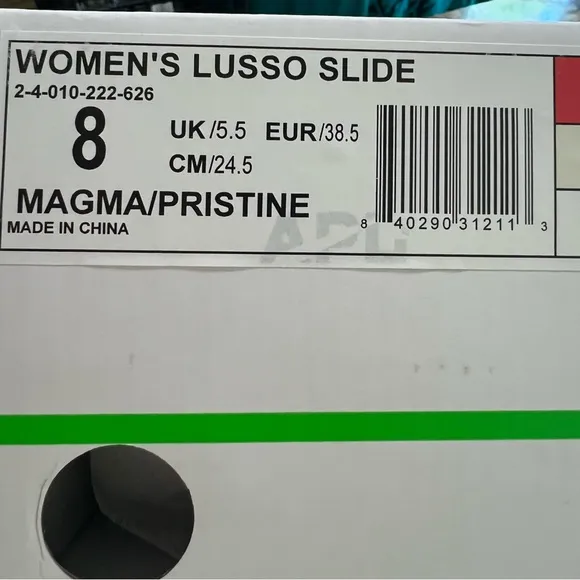 WOMEN'S LUSSO SLIDE
2-4-010-222-626
8 UK/5.5 EUR/38.5
CM/24.5
MAGMA/PRISTINE
MADE IN CHINA
8 40290 31211 3